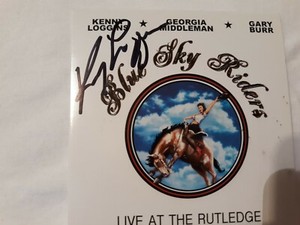 KENNY ★ GEORGIA ★ GARY
LOGGINS MIDDLEMAN BURR
Blue Sky Riders
LIVE AT THE RUTLEDGE